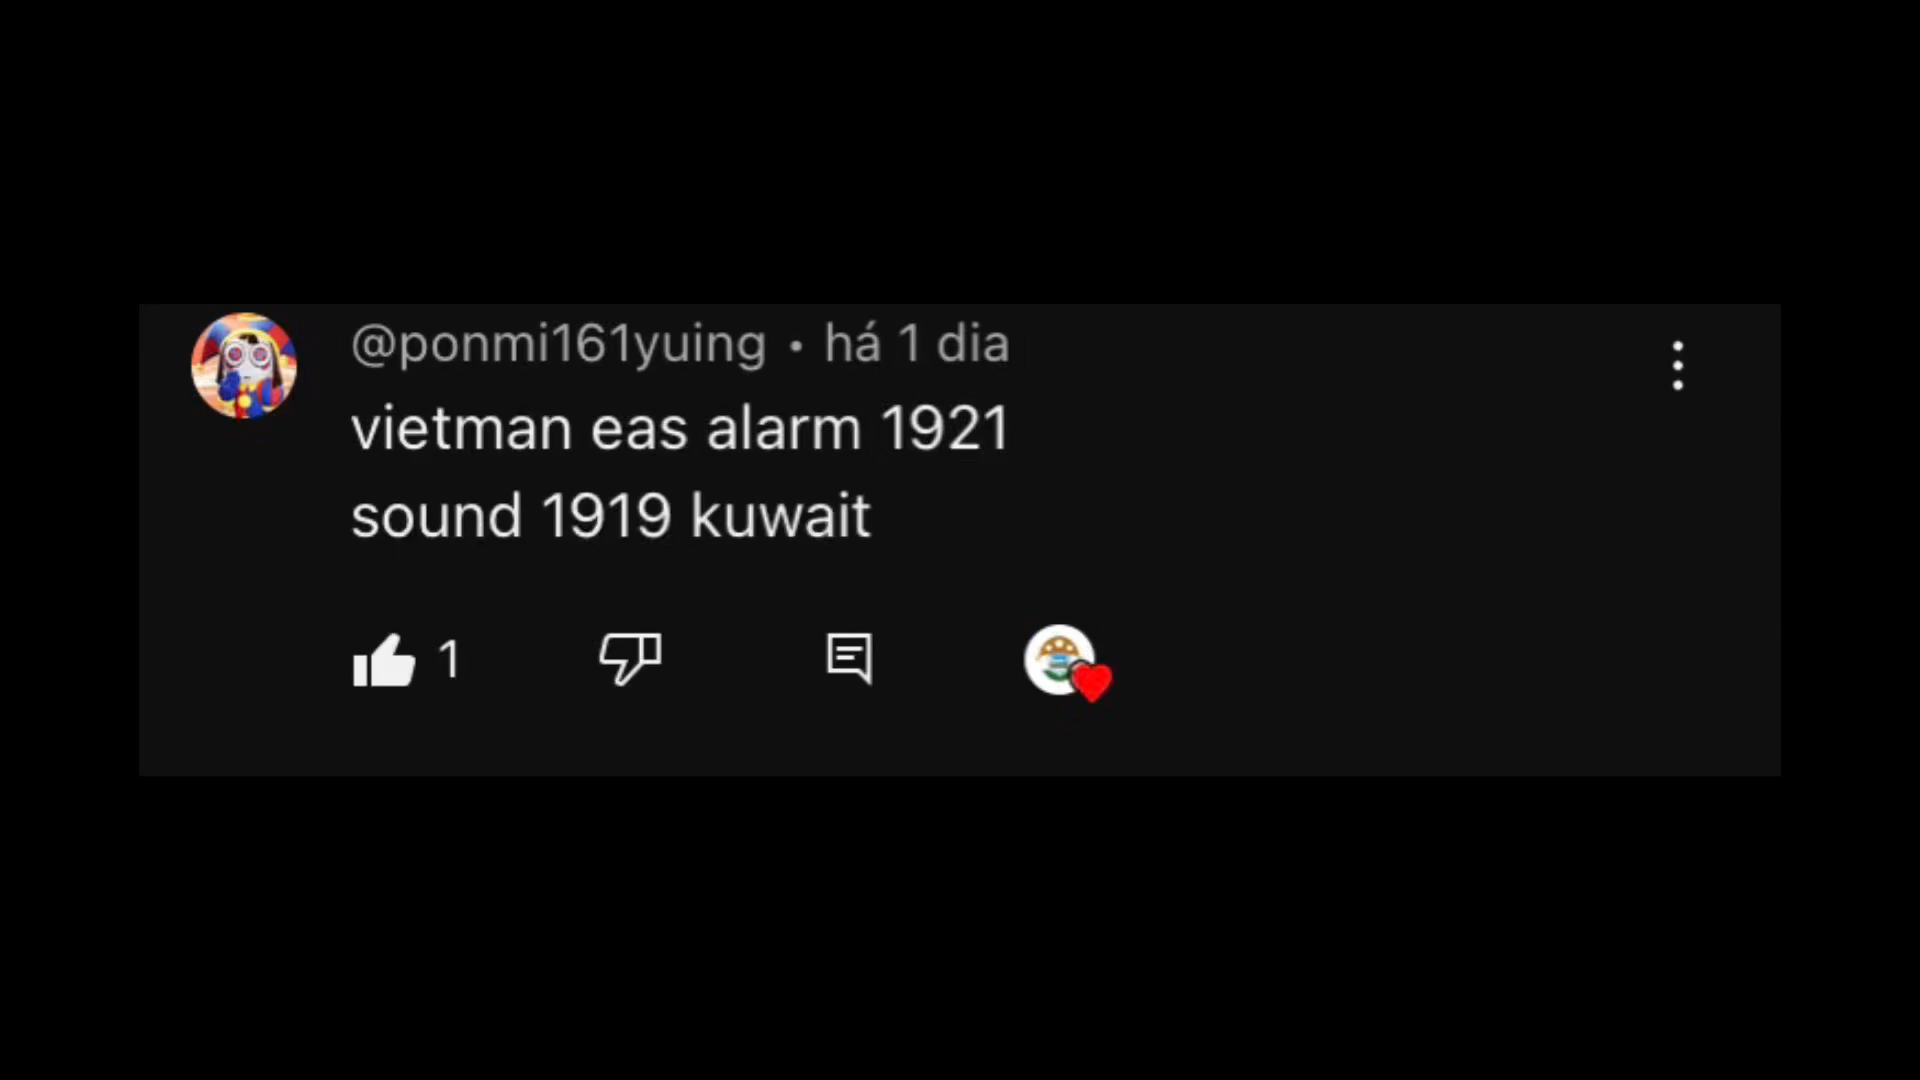 @ponmi161yuing • há 1 dia
vietman eas alarm 1921
sound 1919 kuwait
1